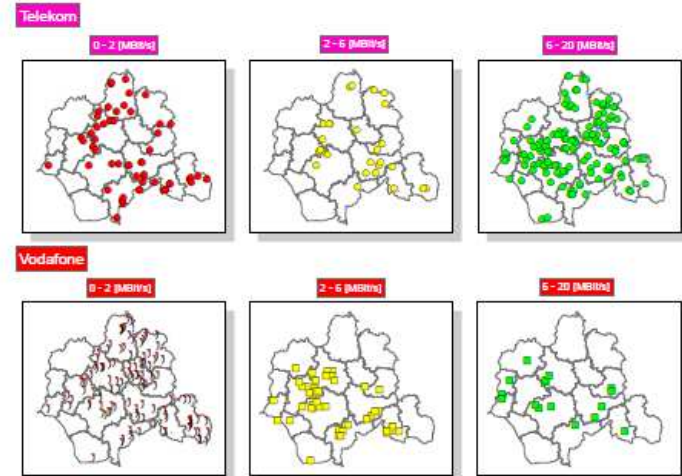 Telekom
0 - 2 [MBit/s]
2 - 6 [MBit/s]
6 - 20 [MBit/s]
Vodafone
0 - 2 [MBit/s]
2 - 6 [MBit/s]
6 - 20 [MBit/s]